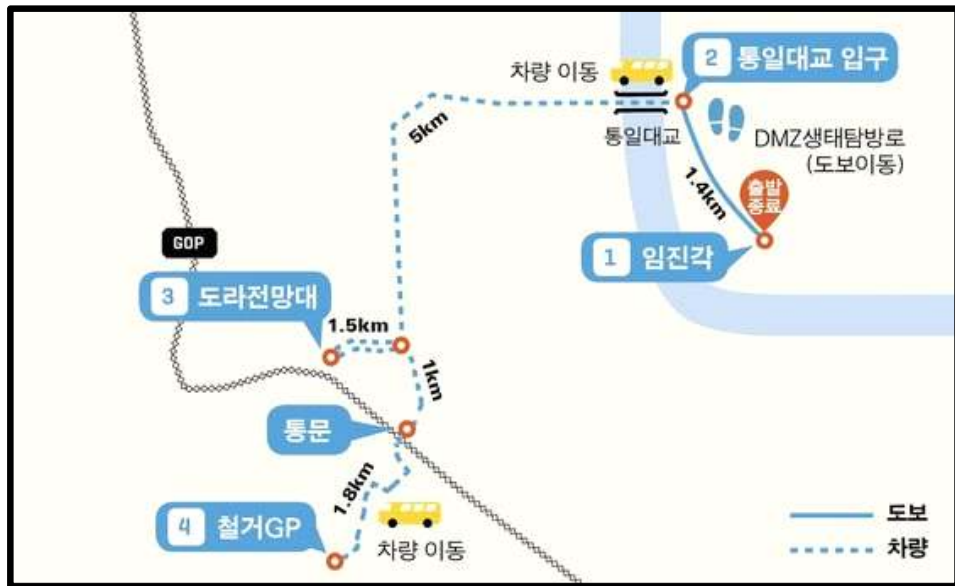 차량 이동
2 통일대교 입구
5km
통일대교
DMZ생태탐방로
(도보이동)
1.4km
출발
종료
GOP
1 임진각
3 도라전망대
1.5km
1km
통문
1.8km
4 철거GP
차량 이동
도보
차량